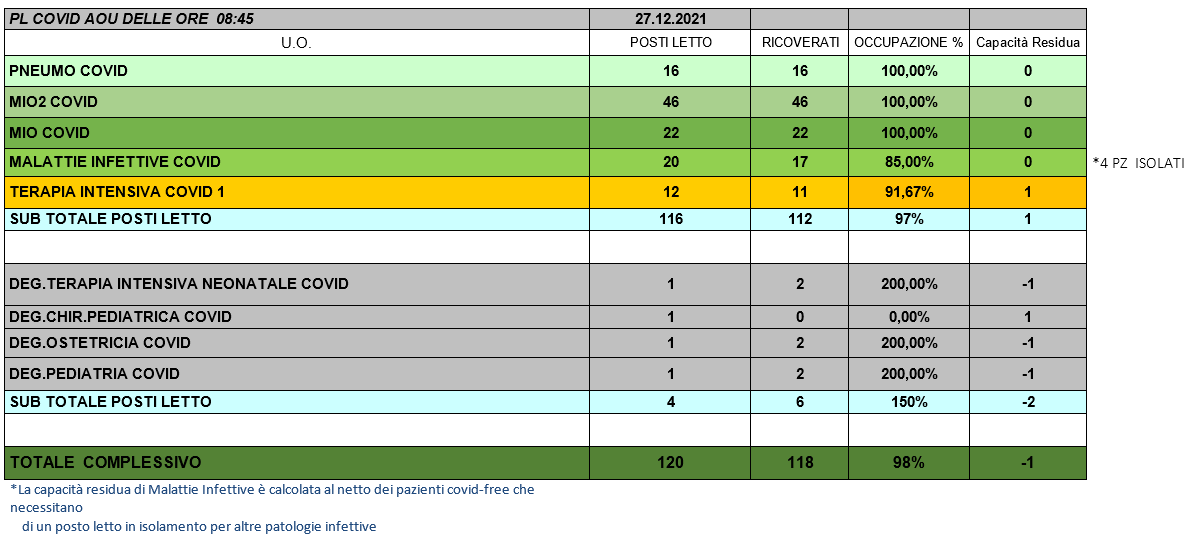 PL COVID AOU DELLE ORE 08:45 27.12.2021
U.O. POSTI LETTO RICOVERATI OCCUPAZIONE % Capacità Residua
PNEUMO COVID 16 16 100,00% 0
MIO2 COVID 46 46 100,00% 0
MIO COVID 22 22 100,00% 0
MALATTIE INFETTIVE COVID 20 17 85,00% 0 *4 PZ ISOLATI
TERAPIA INTENSIVA COVID 1 12 11 91,67% 1
SUB TOTALE POSTI LETTO 116 112 97% 1
DEG.TERAPIA INTENSIVA NEONATALE COVID 1 2 200,00% -1
DEG.CHIR.PEDIATRICA COVID 1 0 0,00% 1
DEG.OSTETRICIA COVID 1 2 200,00% -1
DEG.PEDIATRIA COVID 1 2 200,00% -1
SUB TOTALE POSTI LETTO 4 6 150% -2
TOTALE COMPLESSIVO 120 118 98% -1
*La capacità residua di Malattie Infettive è calcolata al netto dei pazienti covid-free che
necessitano
di un posto letto in isolamento per altre patologie infettive